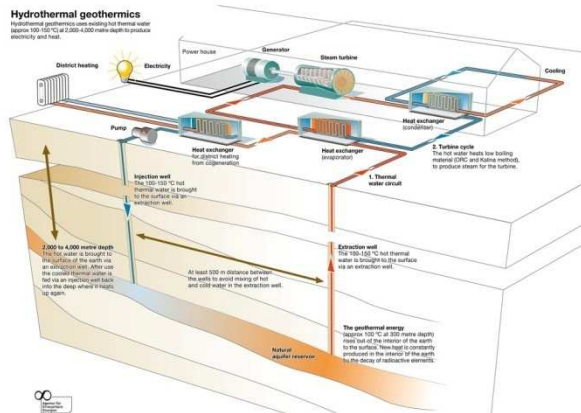 Hydrothermal geothermics
Hydrothermal geothermics uses existing hot thermal water
(approx 100-150 ºC) at 2,000-4,000 metre depth to produce
electricity and heat.
Power house
Generator
Steam turbine
Cooling
District heating
Electricity
Pump
Heat exchanger
for district heating
from cogeneration
Heat exchanger
(evaporator)
Heat exchanger
(condenser)
2. Turbine cycle
The hot water heats low boiling
material (ORC and Kalina method),
to produce steam for the turbine.
1. Thermal
water circuit
Injection well
The 100-150 ºC hot
thermal water is brought
to the surface via an
extraction well.
2,000 to 4,000 metre depth
The hot water is brought to
the surface of the earth via
an extraction well. After use
the cooled thermal water is
fed via an injection well back
into the deep where it heats
up again.
At least 500 m distance between
the wells to avoid mixing of hot
and cold water in the extraction well.
Extraction well
The 100-150 ºC hot thermal
water is brought to the surface
via an extraction well.
The geothermal energy
(approx 100 ºC at 300 metre depth)
rises out of the interior of the earth
to the surface. New heat is constantly
produced in the interior of the earth
by the decay of radioactive elements.
Natural
aquifer reservoir